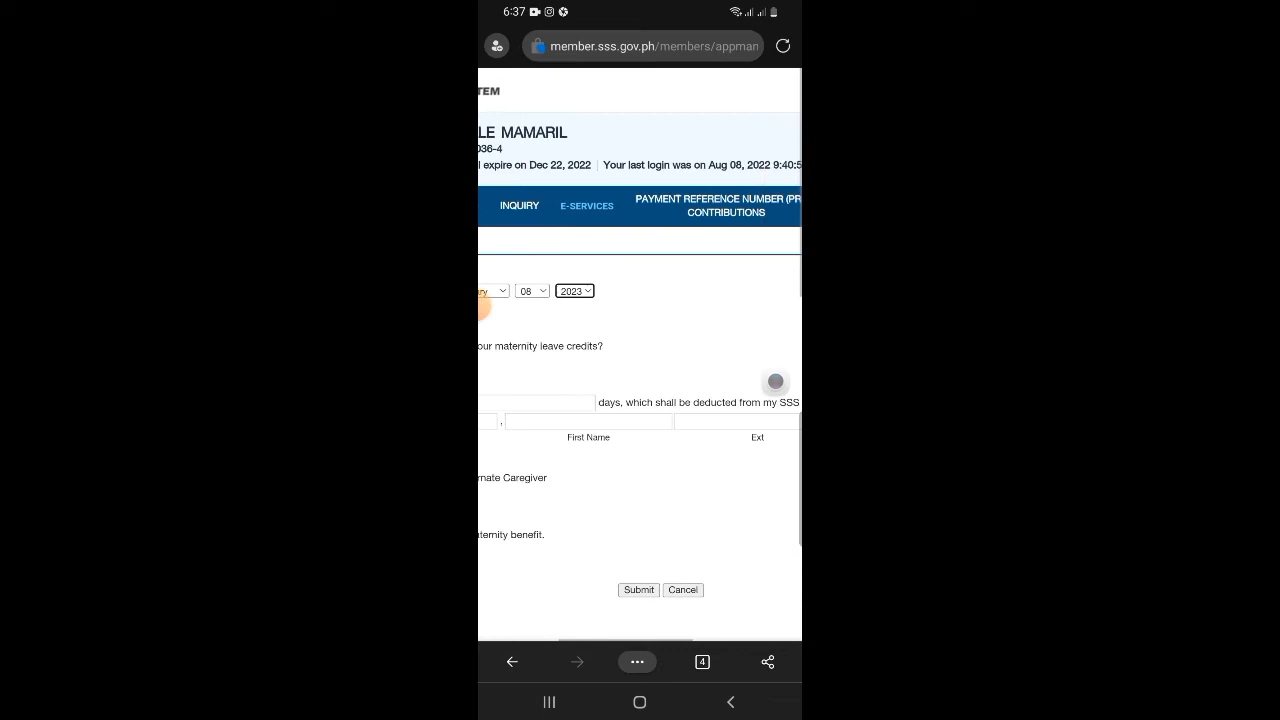 6:37
member.sss.gov.ph/members/appman
TEM
LE MAMARIL
036-4
l expire on Dec 22, 2022 Your last login was on Aug 08, 2022 9:40:5
INQUIRY E-SERVICES PAYMENT REFERENCE NUMBER (PR
CONTRIBUTIONS
ry 08 2023
our maternity leave credits?
days, which shall be deducted from my SSS
,
First Name Ext
rnate Caregiver
aternity benefit.
Submit Cancel
4